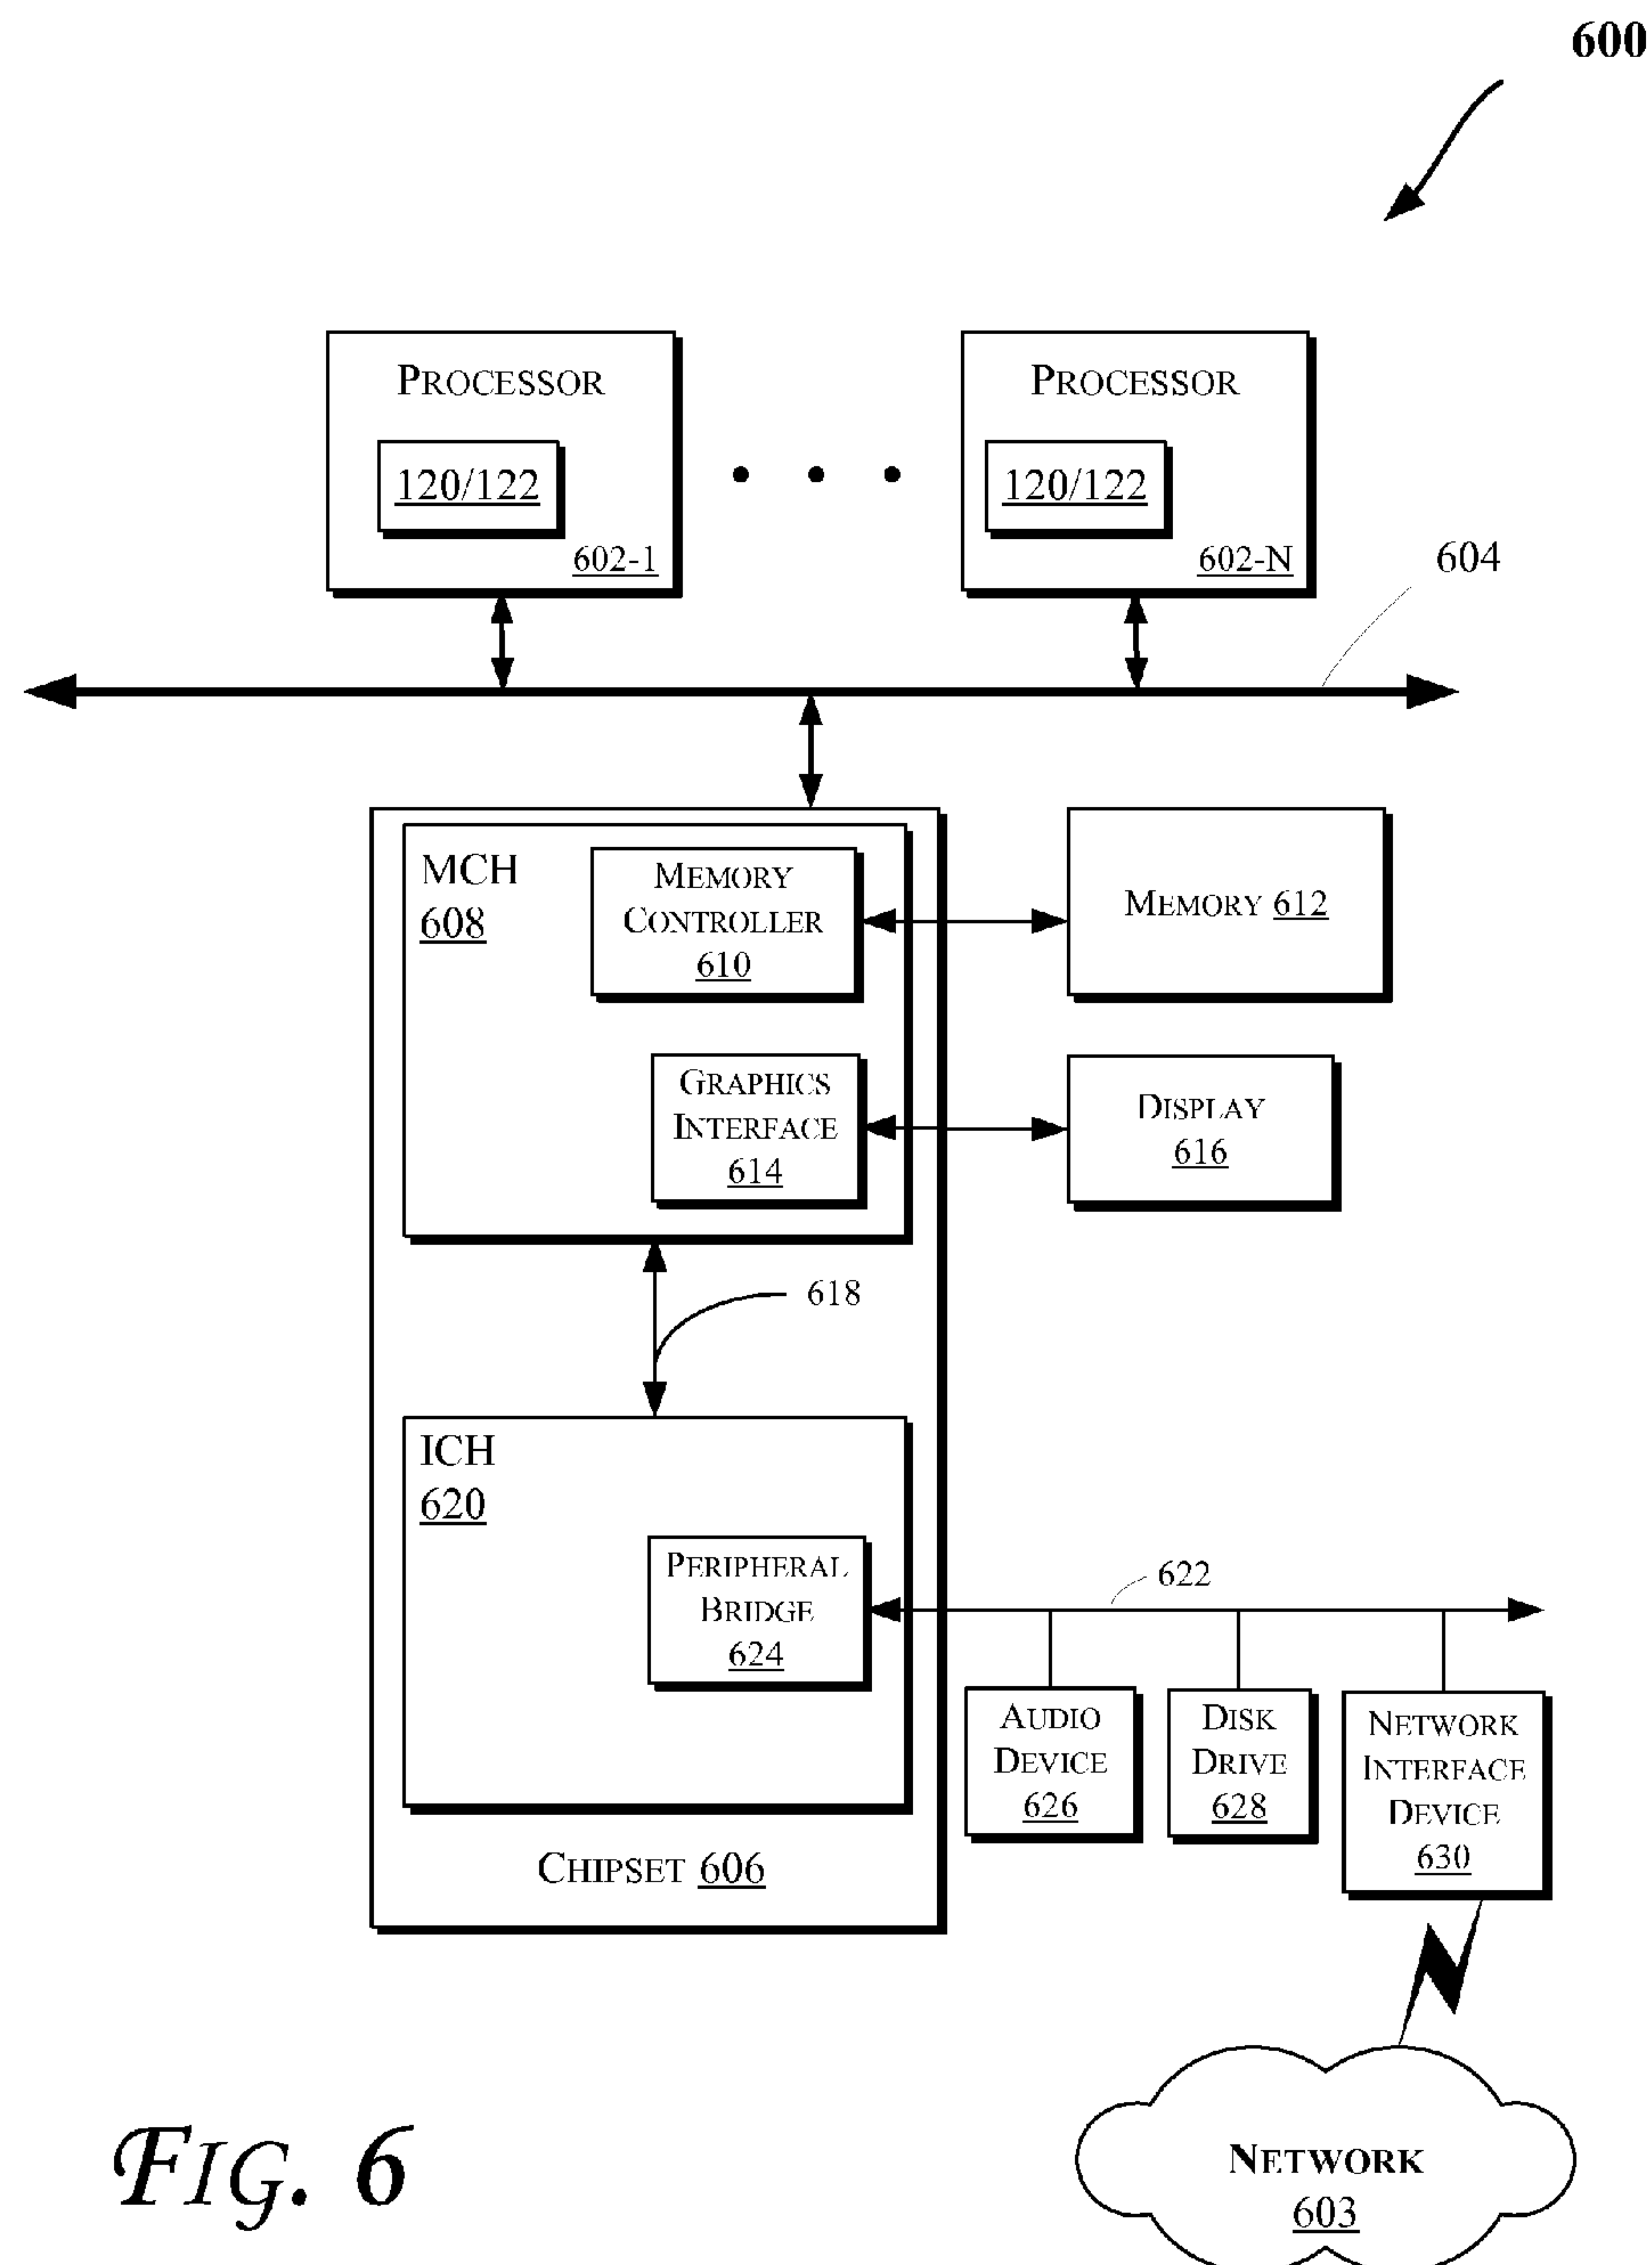 600
PROCESSOR
120/122
602-1
PROCESSOR
120/122
602-N
604
MCH
608
MEMORY
CONTROLLER
610
MEMORY 612
GRAPHICS
INTERFACE
614
DISPLAY
616
618
ICH
620
PERIPHERAL
BRIDGE
624
622
AUDIO
DEVICE
626
DISK
DRIVE
628
NETWORK
INTERFACE
DEVICE
630
CHIPSET 606
NETWORK
603
FIG. 6